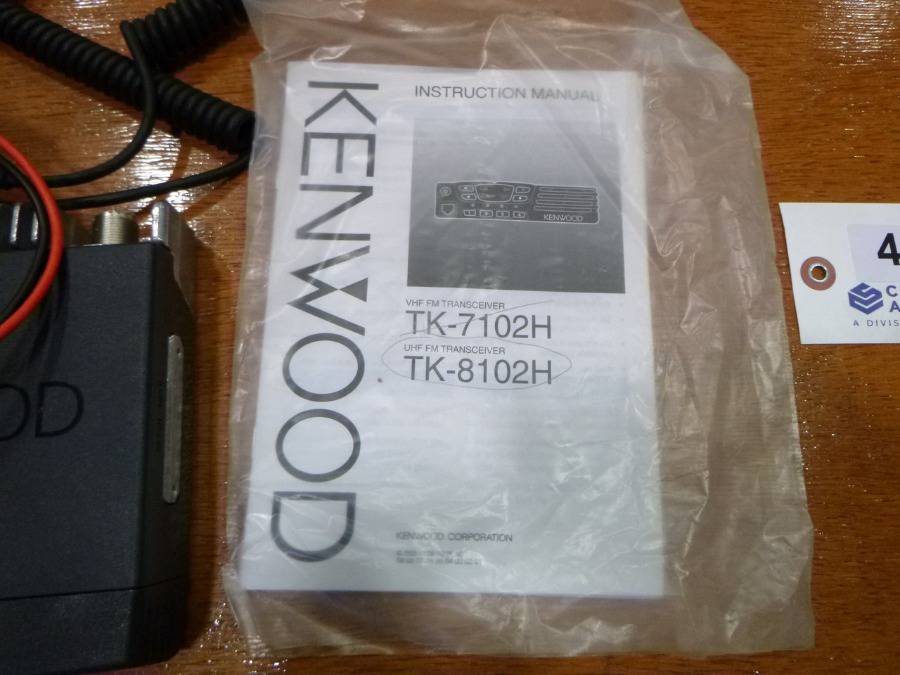 KENWOOD
INSTRUCTION MANUAL
KENWOOD
VHF FM TRANSCEIVER
TK-7102H
UHF FM TRANSCEIVER
TK-8102H
KENWOOD CORPORATION
OD
4
C
A
A DIVIS